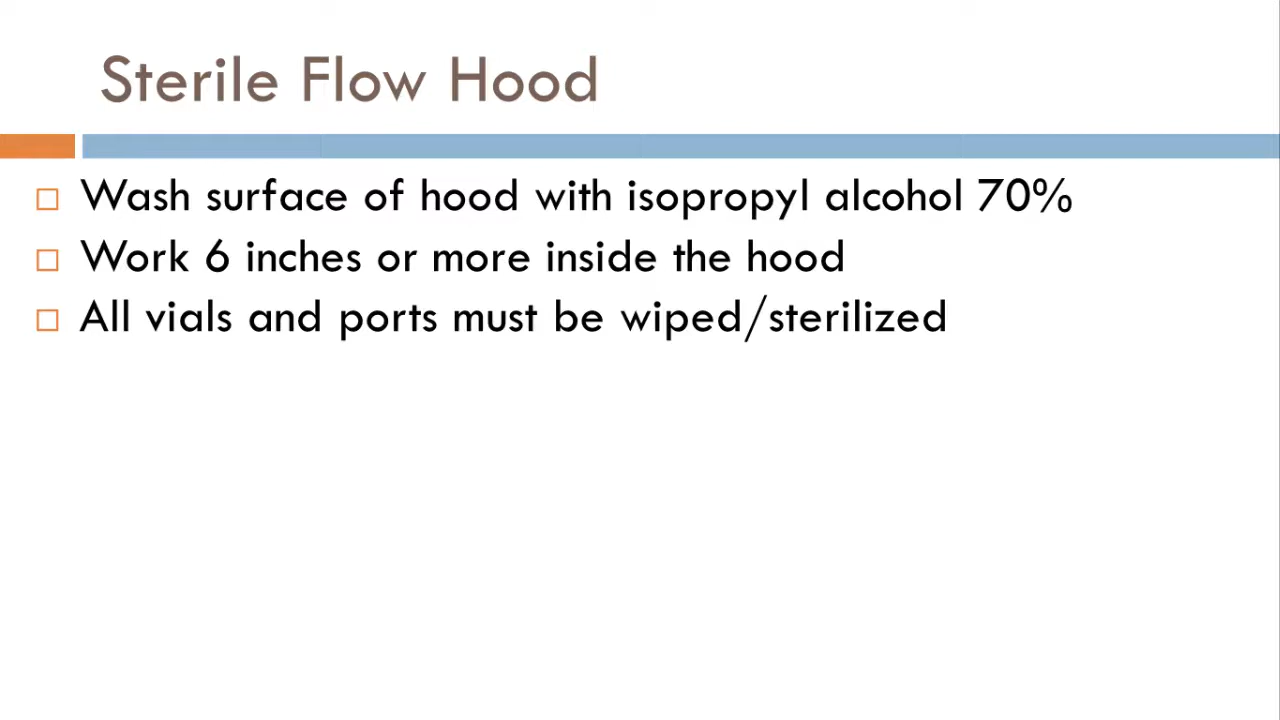 Sterile Flow Hood
Wash surface of hood with isopropyl alcohol 70%
Work 6 inches or more inside the hood
All vials and ports must be wiped/sterilized